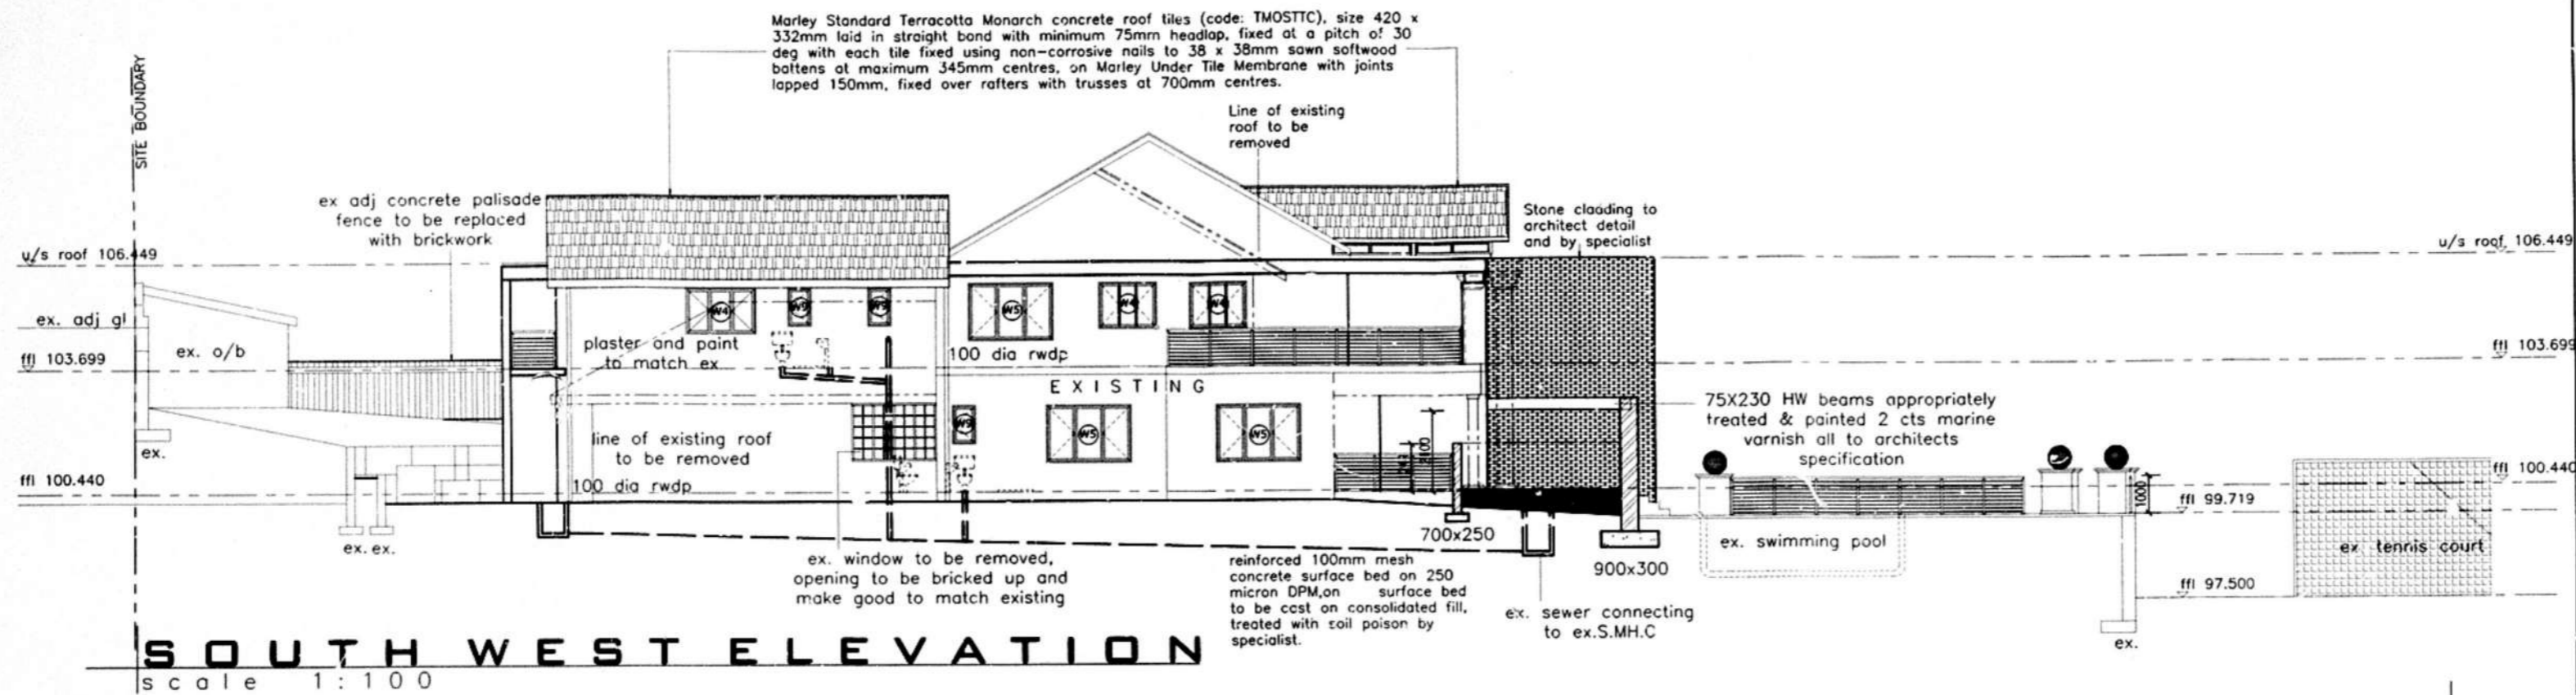 Marley Standard Terracotta Monarch concrete roof tiles (code: TMOSTTC), size 420 x
332mm laid in straight bond with minimum 75mm headlap, fixed at a pitch of 30
deg with each tile fixed using non-corrosive nails to 38 x 38mm sawn softwood
battens at maximum 345mm centres, on Marley Under Tile Membrane with joints
lapped 150mm, fixed over rafters with trusses at 700mm centres.
SITE BOUNDARY
Line of existing
roof to be
removed
ex adj concrete palisade
fence to be replaced
with brickwork
Stone cladding to
architect detail
and by specialist
u/s roof 106.449
u/s roof 106.449
ex. adj gl
ffl 103.699
ex. o/b
W4
W9
W9
W5
W4
W4
plaster and paint
to match ex
100 dia rwdp
ffl 103.699
EXISTING
75X230 HW beams appropriately
treated & painted 2 cts marine
varnish all to architects
specification
line of existing roof
to be removed
W9
W5
W5
2100
ex.
ffl 100.440
100 dia rwdp
ffl 100.440
1000
ffl 99.719
ex. ex.
700x250
900x300
ex. swimming pool
ex. tennis court
ex. window to be removed,
opening to be bricked up and
make good to match existing
reinforced 100mm mesh
concrete surface bed on 250
micron DPM,on surface bed
to be cast on consolidated fill,
treated with soil poison by
specialist.
ex. sewer connecting
to ex.S.MH.C
ffl 97.500
ex.
SOUTH WEST ELEVATION
scale 1:100